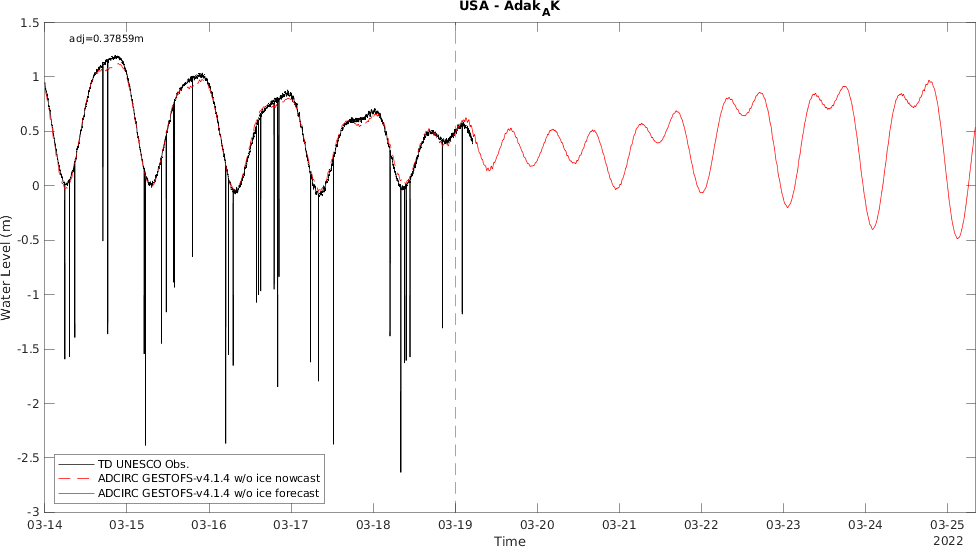 USA - AdakAK
adj=0.37859m
1.5
1
0.5
0
-0.5
-1
-1.5
-2
-2.5
-3
Water Level (m)
TD UNESCO Obs.
ADCIRC GESTOFS-v4.1.4 w/o ice nowcast
ADCIRC GESTOFS-v4.1.4 w/o ice forecast
03-14 03-15 03-16 03-17 03-18 03-19 03-20 03-21 03-22 03-23 03-24 03-25
Time
2022